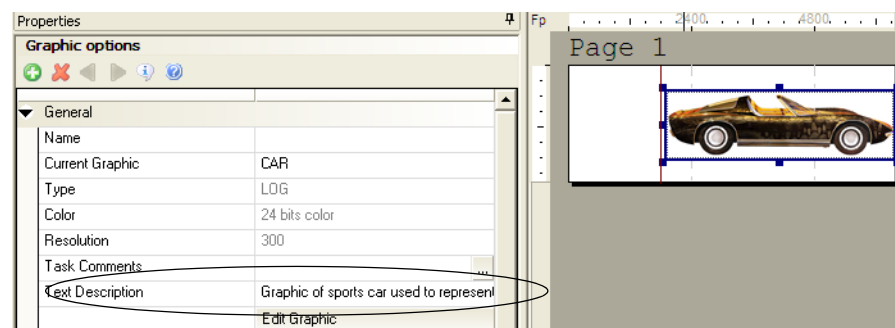 Properties
Graphic options
General
Name
Current Graphic CAR
Type LOG
Color 24 bits color
Resolution 300
Task Comments ...
Text Description Graphic of sports car used to represent
Edit Graphic
Fp 2400 4800
Page 1